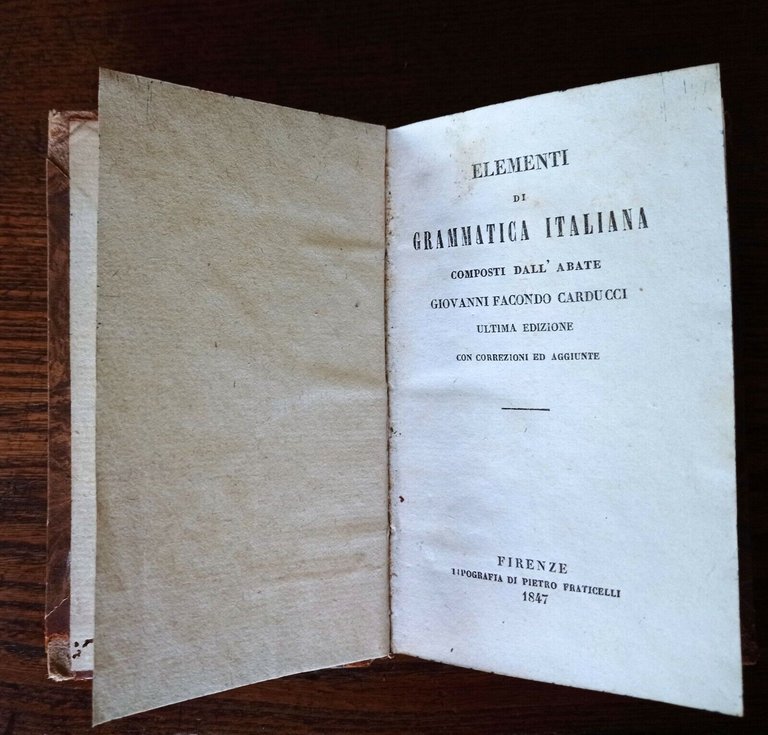 ELEMENTI
DI
GRAMMATICA ITALIANA
COMPOSTI DALL' ABATE
GIOVANNI FACONDO CARDUCCI
ULTIMA EDIZIONE
CON CORREZIONI ED AGGIUNTE
FIRENZE
TIPOGRAFIA DI PIETRO FRATICELLI
1847